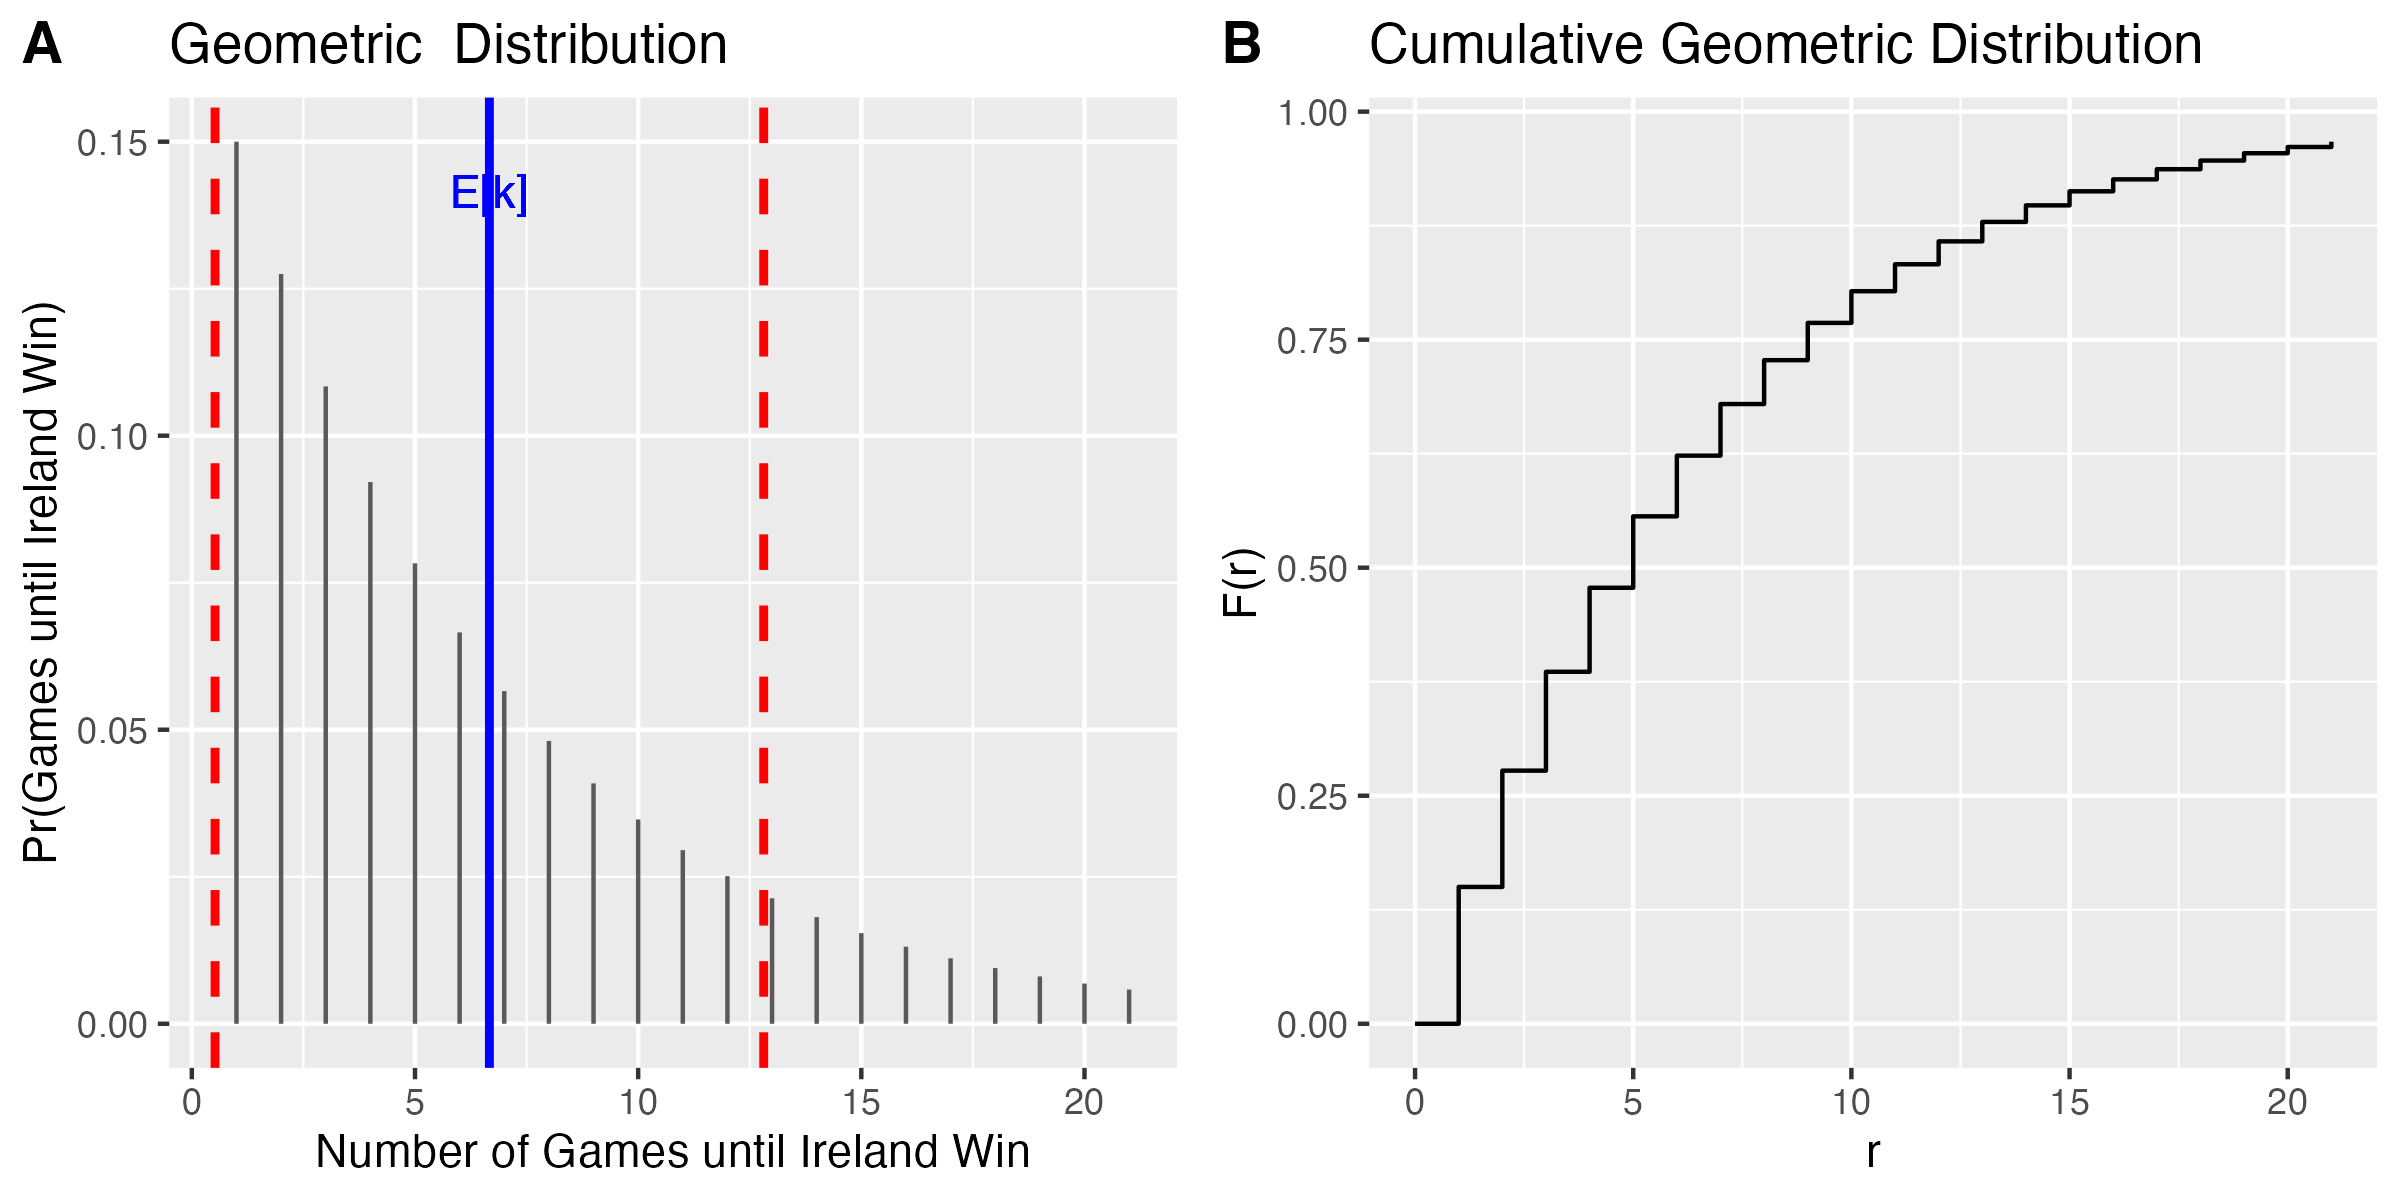 A
Geometric  Distribution
Pr(Games until Ireland Win)
0.15
0.10
0.05
0.00
E[k]
0
5
10
15
20
Number of Games until Ireland Win
B
Cumulative Geometric Distribution
F(r)
1.00
0.75
0.50
0.25
0.00
0
5
10
15
20
r